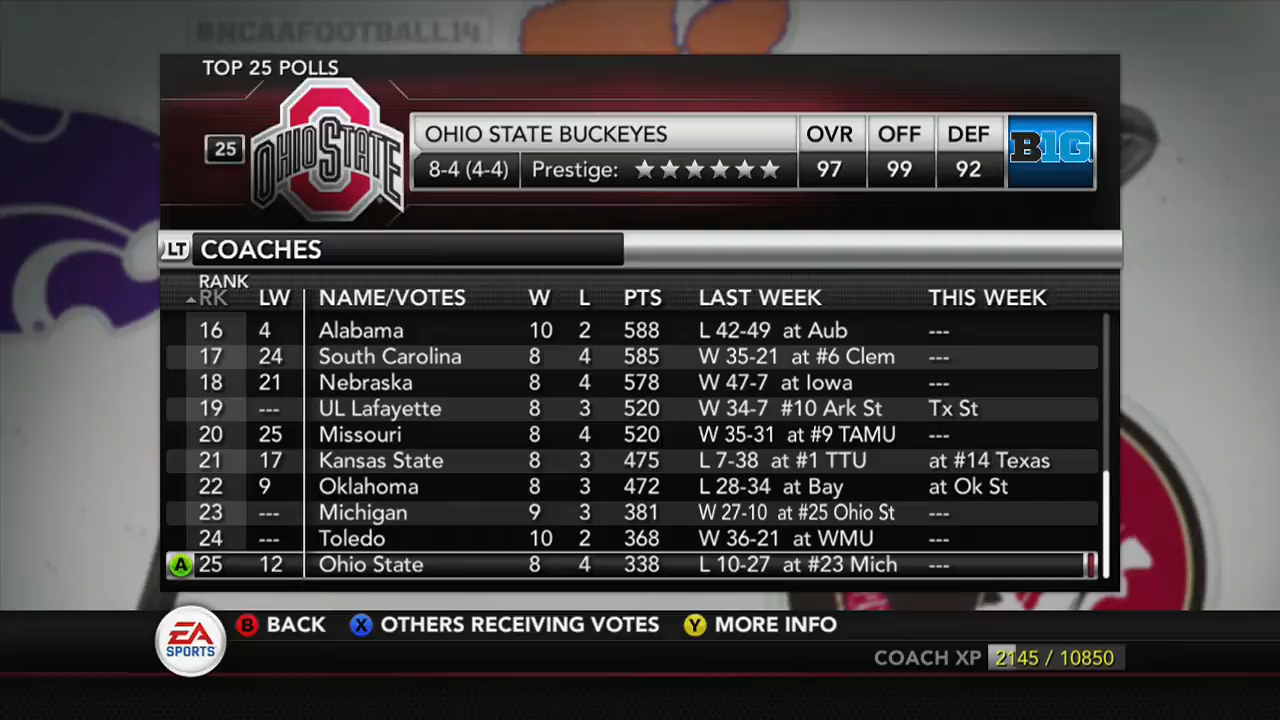 #NCAAFOOTBALL14
TOP 25 POLLS
25
OHIO STATE
OHIO STATE BUCKEYES OVR OFF DEF B1G
8-4 (4-4) Prestige: 97 99 92
LT COACHES
RANK
RK LW NAME/VOTES W L PTS LAST WEEK THIS WEEK
16 4 Alabama 10 2 588 L 42-49 at Aub ---
17 24 South Carolina 8 4 585 W 35-21 at #6 Clem ---
18 21 Nebraska 8 4 578 W 47-7 at Iowa ---
19 --- UL Lafayette 8 3 520 W 34-7 #10 Ark St Tx St
20 25 Missouri 8 4 520 W 35-31 at #9 TAMU ---
21 17 Kansas State 8 3 475 L 7-38 at #1 TTU at #14 Texas
22 9 Oklahoma 8 3 472 L 28-34 at Bay at Ok St
23 --- Michigan 9 3 381 W 27-10 at #25 Ohio St ---
24 --- Toledo 10 2 368 W 36-21 at WMU ---
A 25 12 Ohio State 8 4 338 L 10-27 at #23 Mich ---
EA SPORTS
B BACK X OTHERS RECEIVING VOTES Y MORE INFO
COACH XP 2145 / 10850